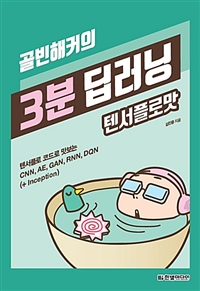 골빈해커의
3분 딥러닝
텐서플로맛
김진중 지음
텐서플로 코드로 맛보는
CNN, AE, GAN, RNN, DQN
(+ Inception)
한빛미디어